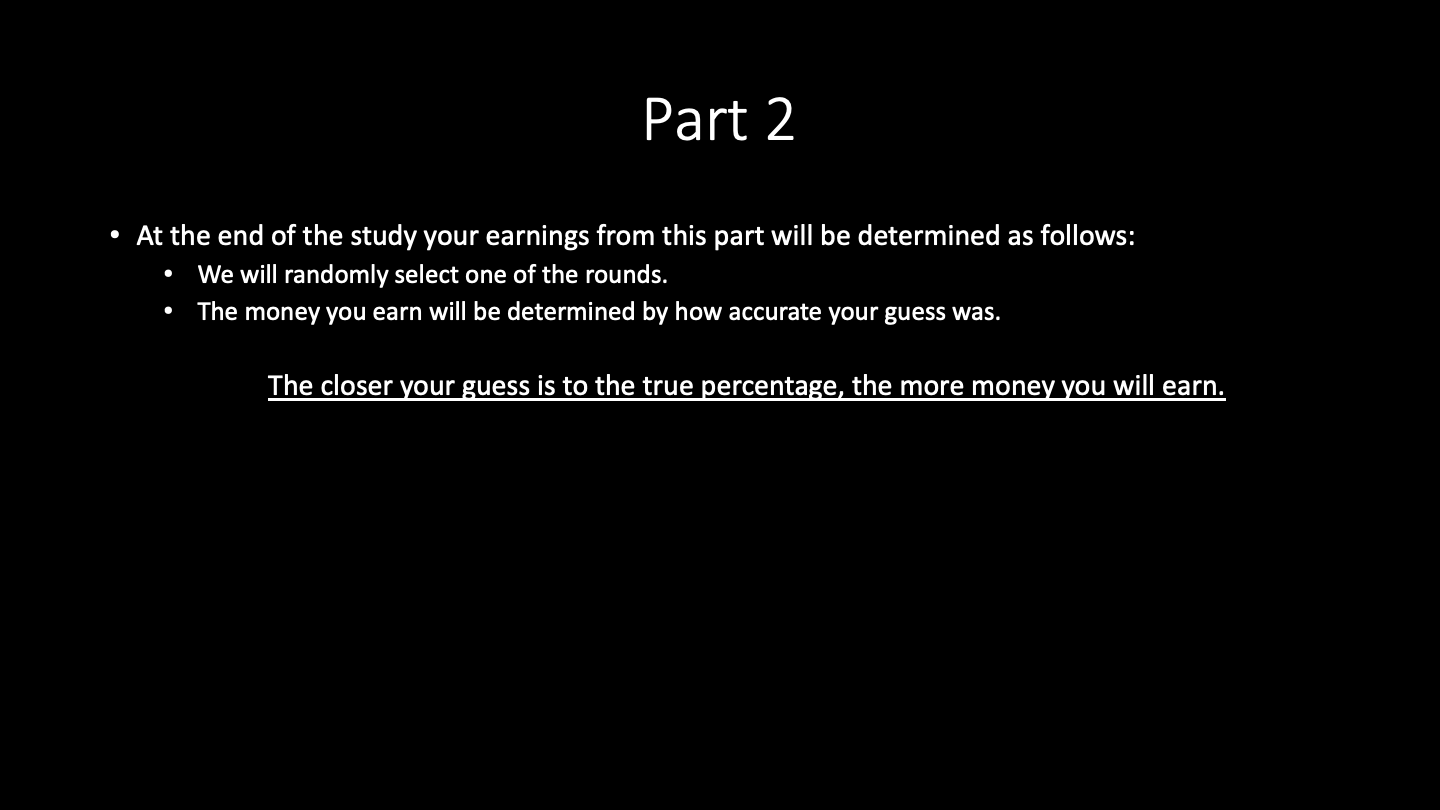 Part 2
• At the end of the study your earnings from this part will be determined as follows:
• We will randomly select one of the rounds.
• The money you earn will be determined by how accurate your guess was.
The closer your guess is to the true percentage, the more money you will earn.